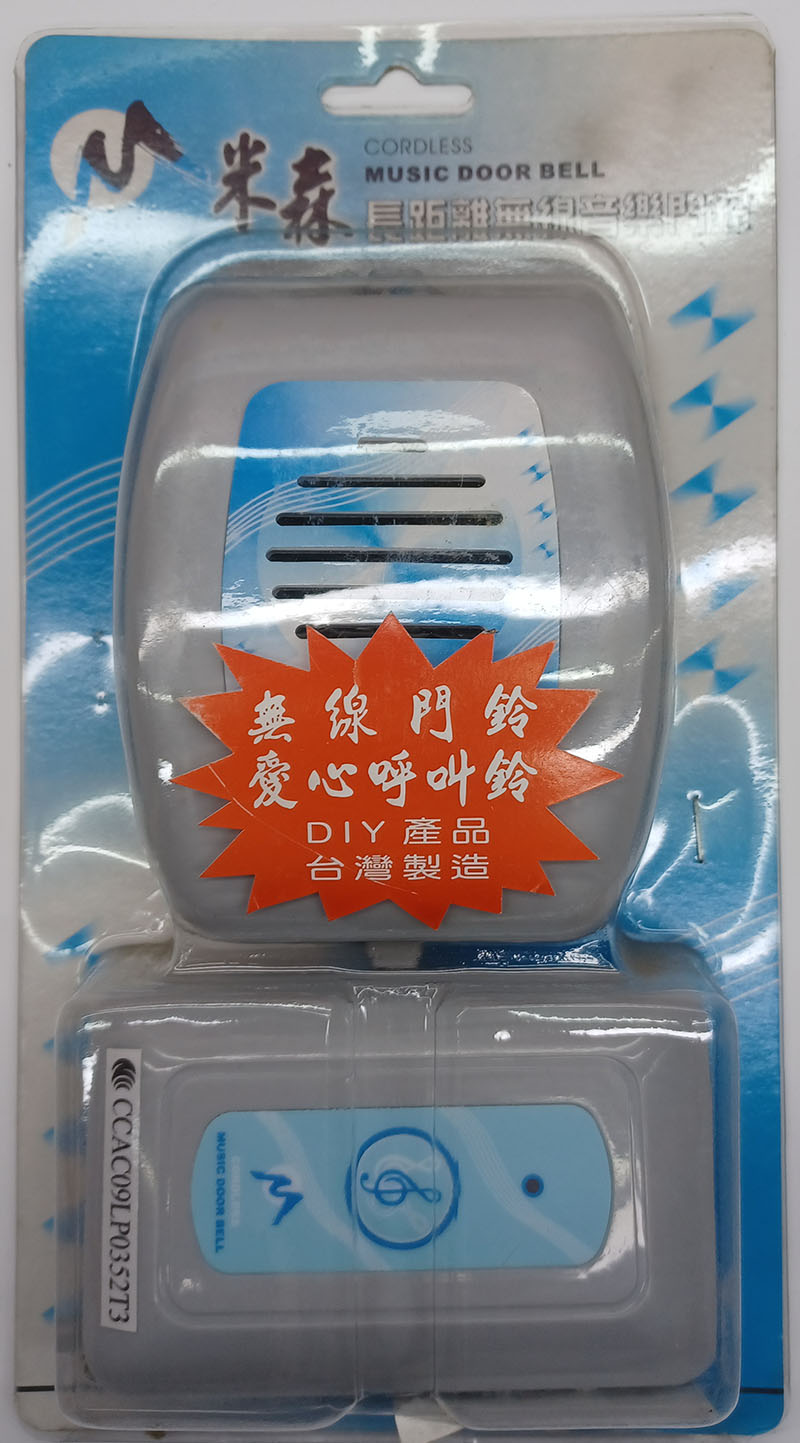 米森
CORDLESS
MUSIC DOOR BELL
長距離無線音樂門鈴
無線門鈴
愛心呼叫鈴
DIY 產品
台灣製造
CCAC09LP0352T3
MUSIC DOOR BELL